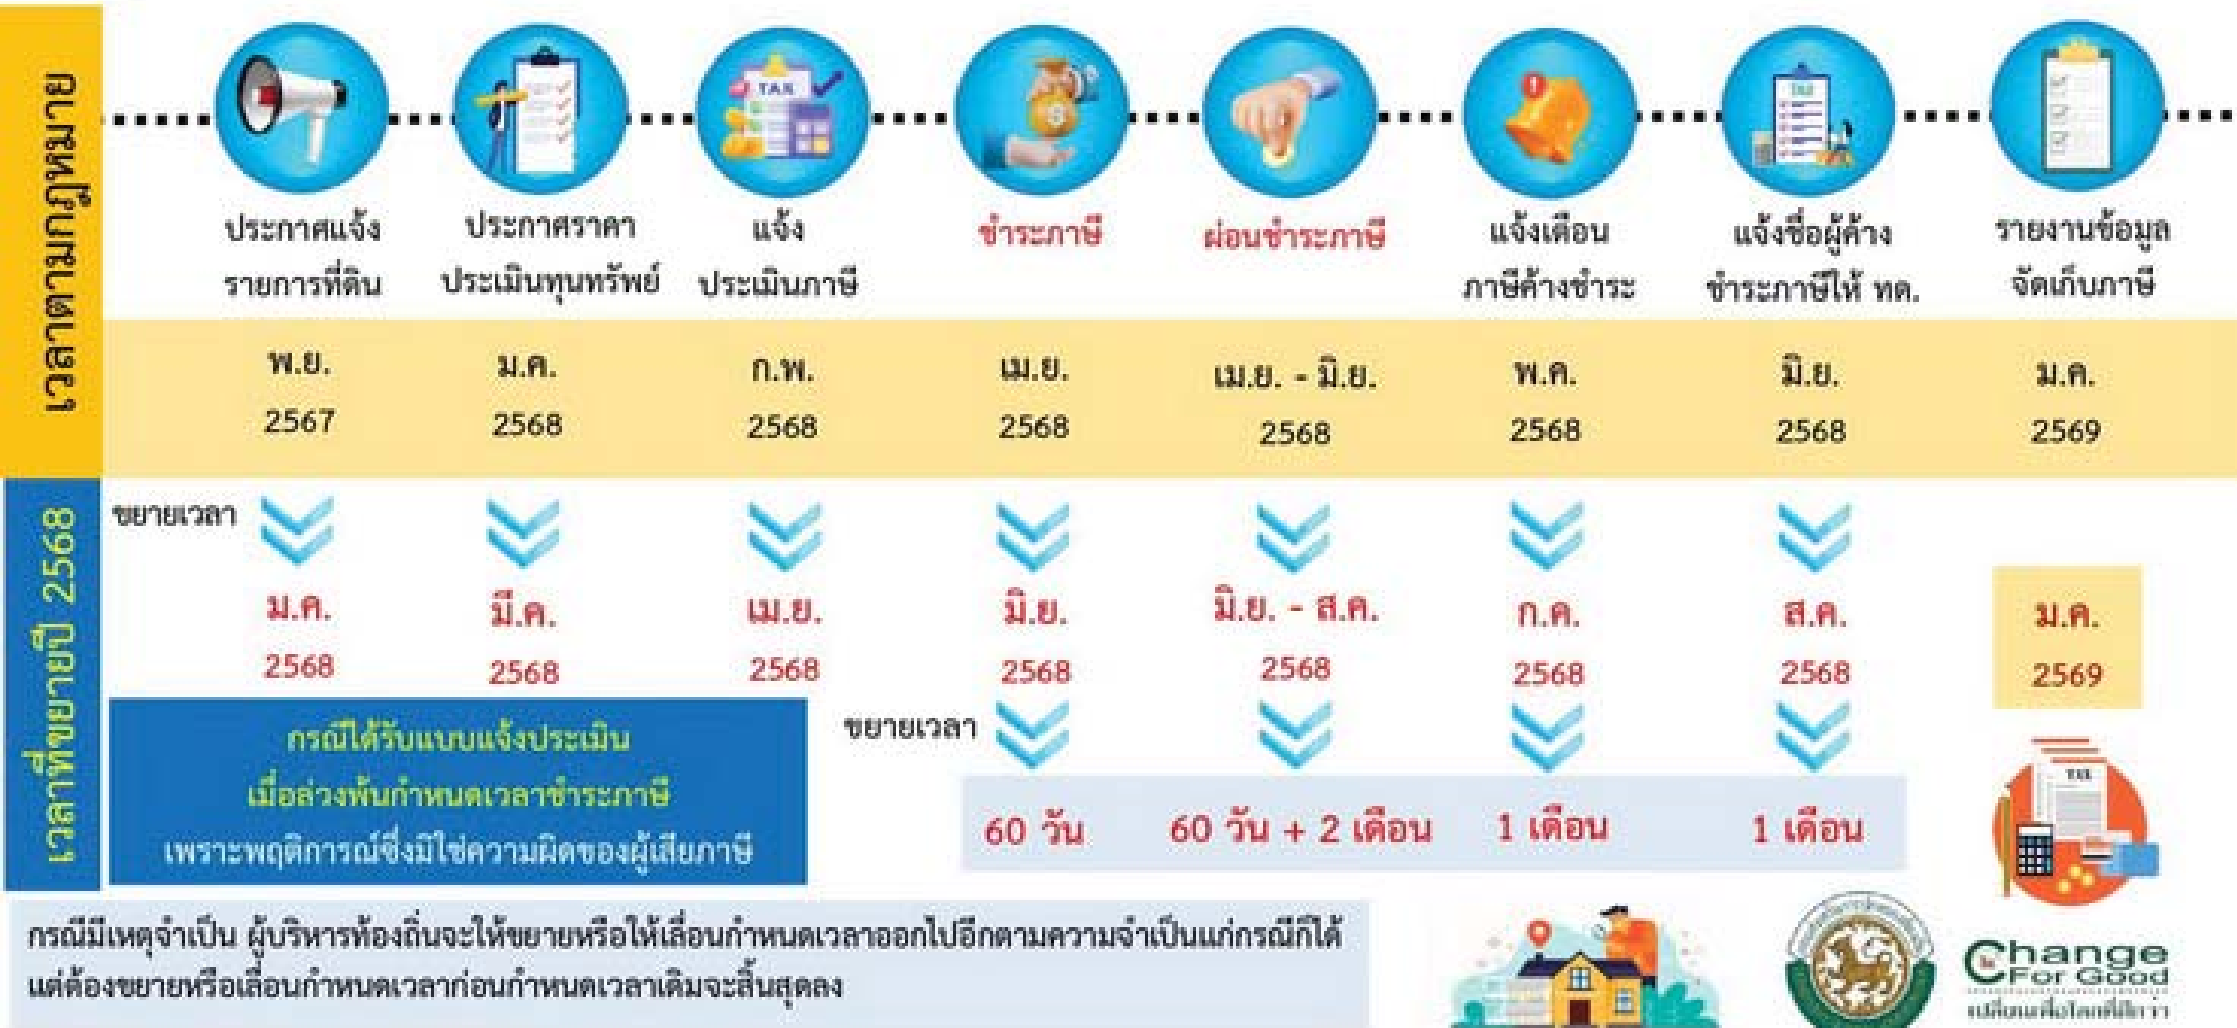 เวลาตามกฎหมาย
ประกาศแจ้ง
รายการที่ดิน
ประกาศราคา
ประเมินทุนทรัพย์
แจ้ง
ประเมินภาษี
ชำระภาษี
ผ่อนชำระภาษี
แจ้งเตือน
ภาษีค้างชำระ
แจ้งชื่อผู้ค้าง
ชำระภาษีให้ ทด.
รายงานข้อมูล
จัดเก็บภาษี
พ.ย.
2567
ม.ค.
2568
ก.พ.
2568
เม.ย.
2568
เม.ย. - มิ.ย.
2568
พ.ค.
2568
มิ.ย.
2568
ม.ค.
2569
เวลาที่ขยายปี 2568
ขยายเวลา
ม.ค.
2568
มี.ค.
2568
เม.ย.
2568
มิ.ย.
2568
มิ.ย. - ส.ค.
2568
ก.ค.
2568
ส.ค.
2568
ม.ค.
2569
กรณีได้รับแบบแจ้งประเมิน
เมื่อล่วงพ้นกำหนดเวลาชำระภาษี
เพราะพฤติการณ์ซึ่งมิใช่ความผิดของผู้เสียภาษี
ขยายเวลา
60 วัน
60 วัน + 2 เดือน
1 เดือน
1 เดือน
กรณีมีเหตุจำเป็น ผู้บริหารท้องถิ่นจะให้ขยายหรือให้เลื่อนกำหนดเวลาออกไปอีกตามความจำเป็นแก่กรณีก็ได้
แต่ต้องขยายหรือเลื่อนกำหนดเวลาก่อนกำหนดเวลาเดิมจะสิ้นสุดลง
TAX
TAX
Change
For Good